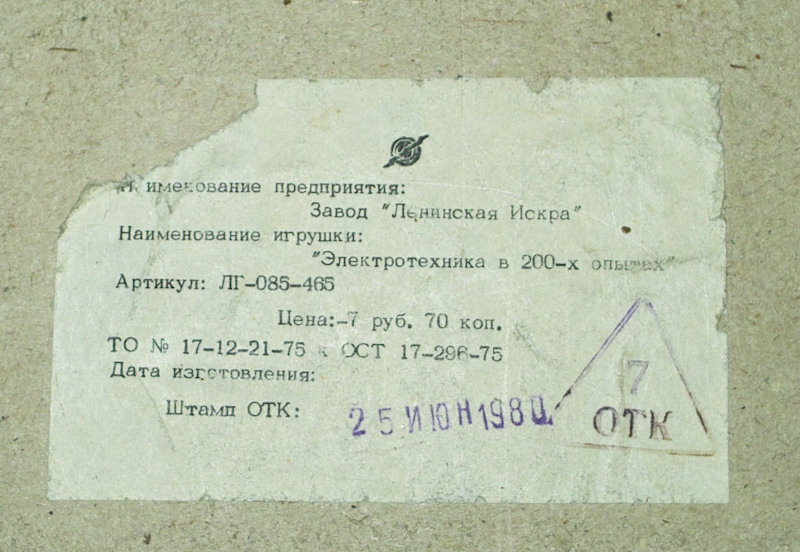 Наименование предприятия:
Завод "Ленинская Искра"
Наименование игрушки:
"Электротехника в 200-х опытах"
Артикул: ЛГ-085-465
Цена:-7 руб. 70 коп.
ТО № 17-12-21-75 к ОСТ 17-296-75
Дата изготовления:
Штамп ОТК:
25 ИЮН 1980
7
ОТК